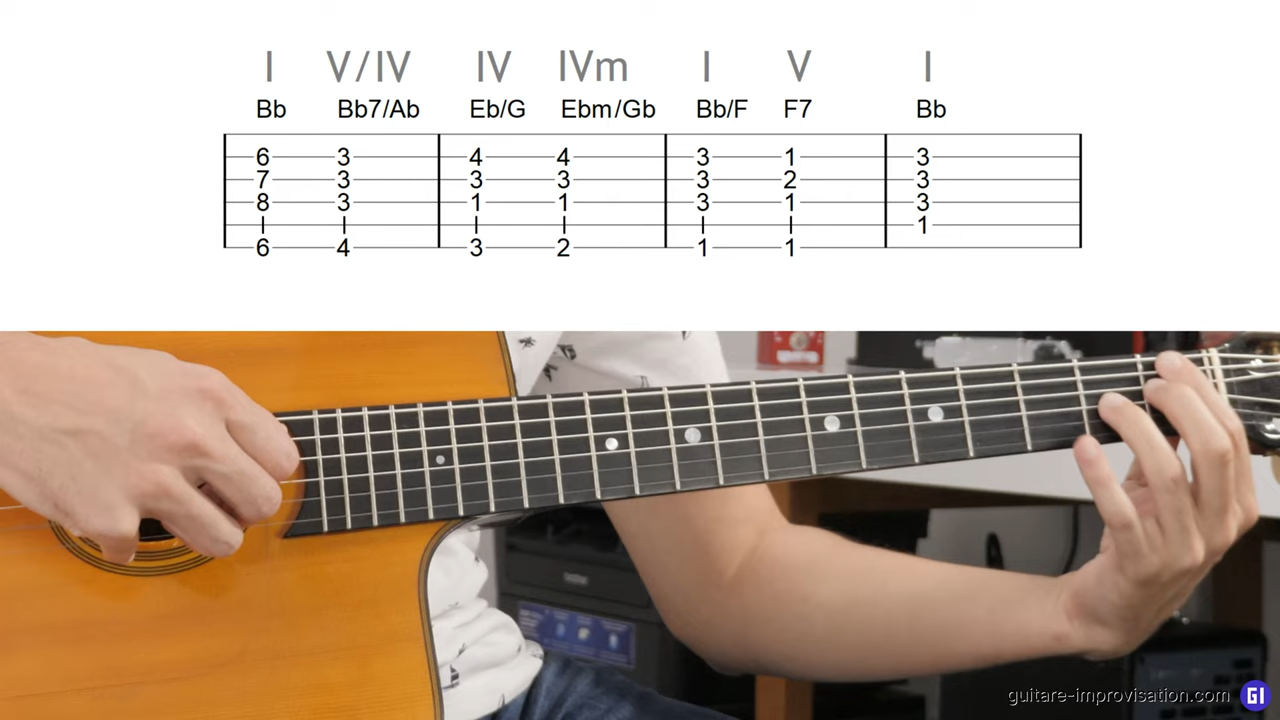 I V/IV IV IVm I V I
Bb Bb7/Ab Eb/G Ebm/Gb Bb/F F7 Bb
6 3 4 4 3 1 3
7 3 3 3 3 2 3
8 3 1 1 3 1 3
1
6 4 3 2 1 1
brother
guitare-improvisation.com GI